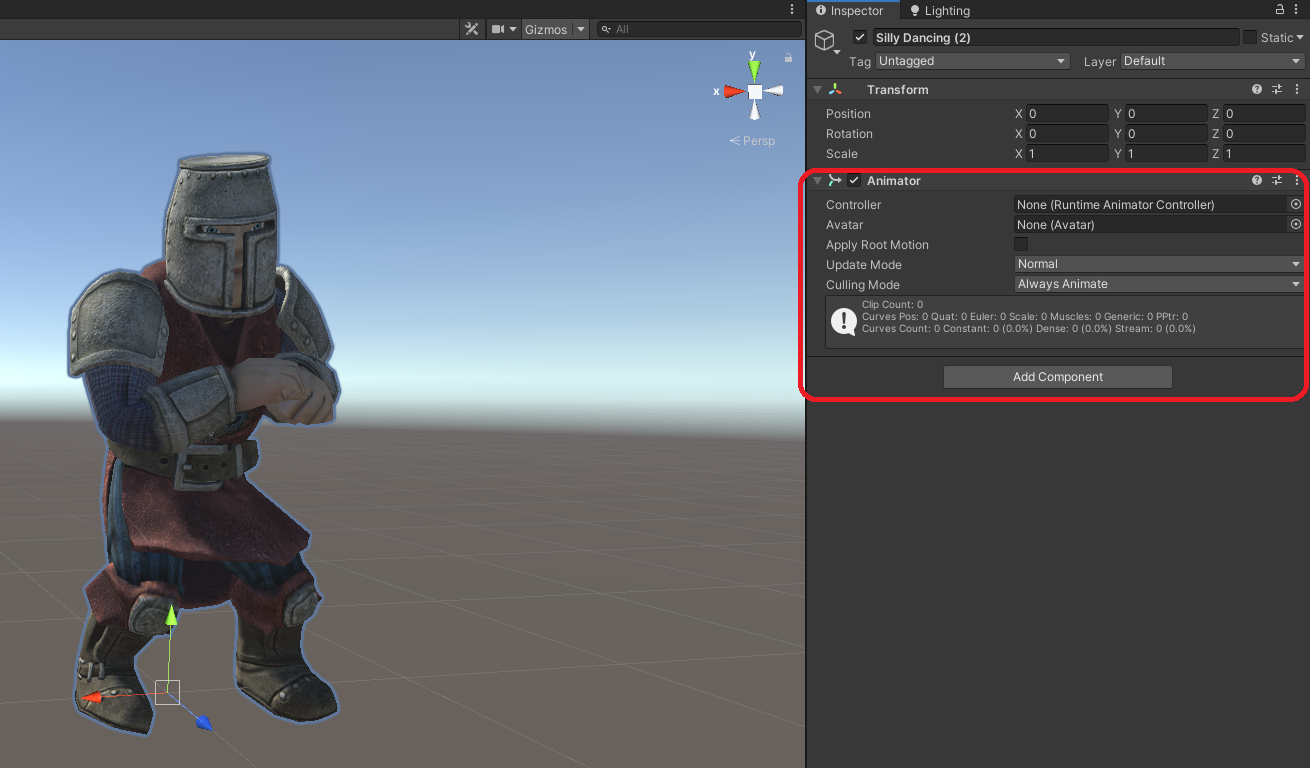 Inspector Lighting
Gizmos All
Silly Dancing (2) Static
Tag Untagged Layer Default
Transform
Position X 0 Y 0 Z 0
Rotation X 0 Y 0 Z 0
Scale X 1 Y 1 Z 1
y
x
Persp
Animator
Controller None (Runtime Animator Controller)
Avatar None (Avatar)
Apply Root Motion
Update Mode Normal
Culling Mode Always Animate
Clip Count: 0
Curves Pos: 0 Quat: 0 Euler: 0 Scale: 0 Muscles: 0 Generic: 0 PPtr: 0
Curves Count: 0 Constant: 0 (0.0%) Dense: 0 (0.0%) Stream: 0 (0.0%)
Add Component